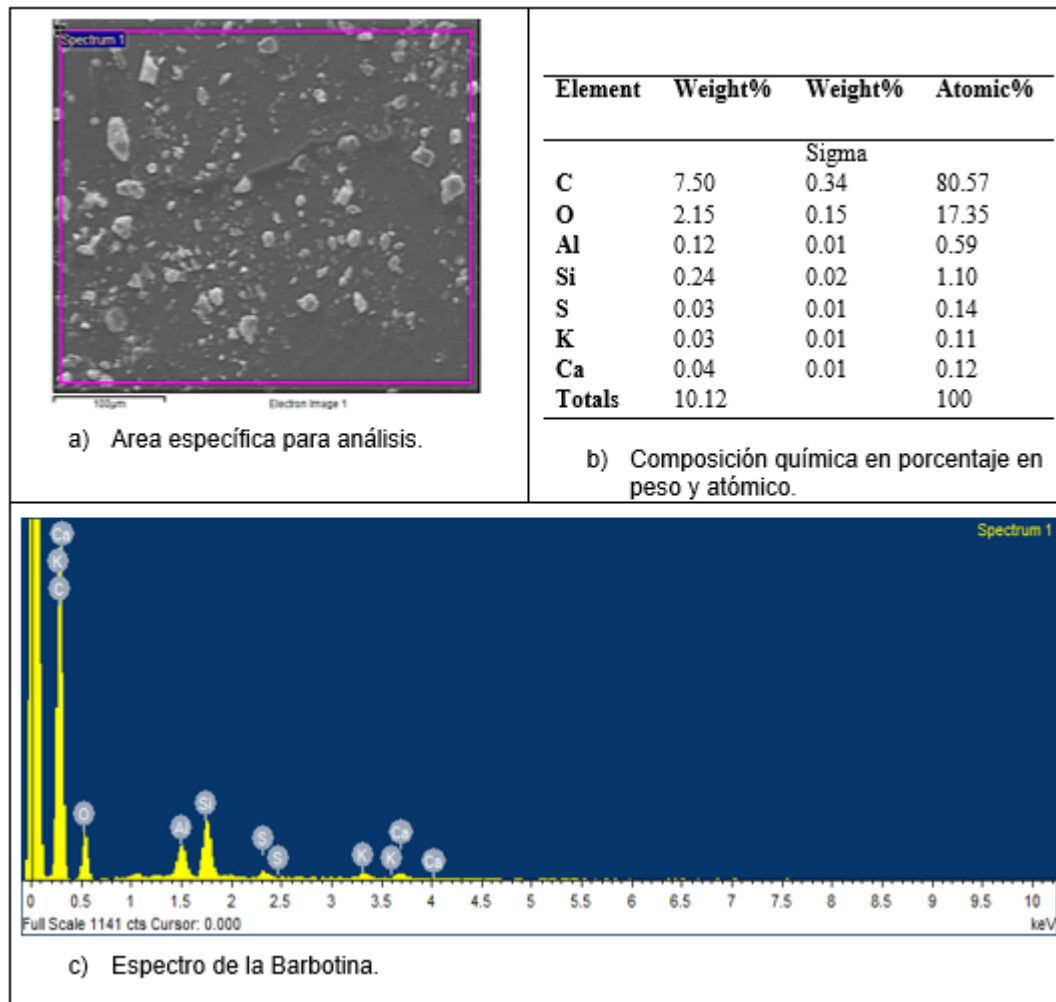 Spectrum 1
100µm
Electron Image 1
a) Area específica para análisis.
Element Weight% Weight% Atomic%
Sigma
C 7.50 0.34 80.57
O 2.15 0.15 17.35
Al 0.12 0.01 0.59
Si 0.24 0.02 1.10
S 0.03 0.01 0.14
K 0.03 0.01 0.11
Ca 0.04 0.01 0.12
Totals 10.12 100
b) Composición química en porcentaje en
peso y atómico.
Spectrum 1
Ca
K
C
O
Al
Si
S
S
K
K
Ca
Ca
0 0.5 1 1.5 2 2.5 3 3.5 4 4.5 5 5.5 6 6.5 7 7.5 8 8.5 9 9.5 10
Full Scale 1141 cts Cursor: 0.000 keV
c) Espectro de la Barbotina.